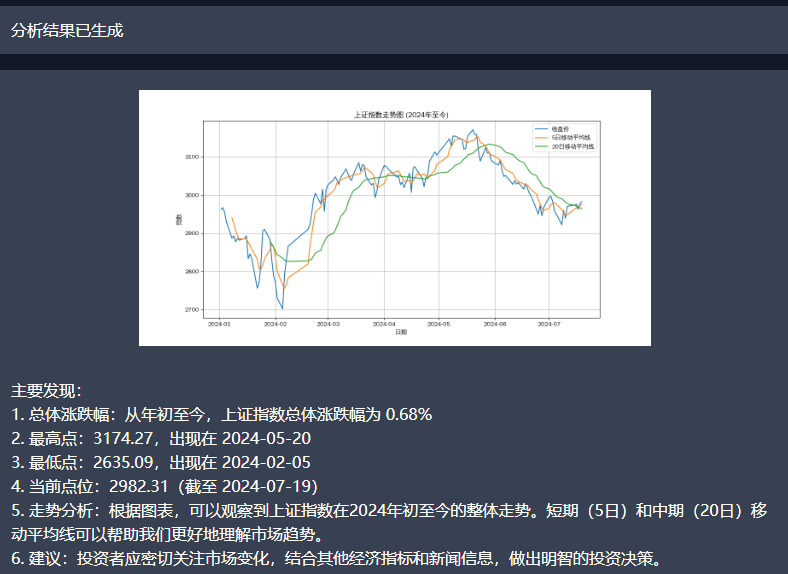 分析结果已生成
上证指数走势图 (2024年至今)
收盘价
5日移动平均线
20日移动平均线
3100
3000
2900
2800
2700
2024-01 2024-02 2024-03 2024-04 2024-05 2024-06 2024-07
日期
主要发现：
1. 总体涨跌幅：从年初至今，上证指数总体涨跌幅为 0.68%
2. 最高点：3174.27，出现在 2024-05-20
3. 最低点：2635.09，出现在 2024-02-05
4. 当前点位：2982.31（截至 2024-07-19）
5. 走势分析：根据图表，可以观察到上证指数在2024年初至今的整体走势。短期（5日）和中期（20日）移
动平均线可以帮助我们更好地理解市场趋势。
6. 建议：投资者应密切关注市场变化，结合其他经济指标和新闻信息，做出明智的投资决策。